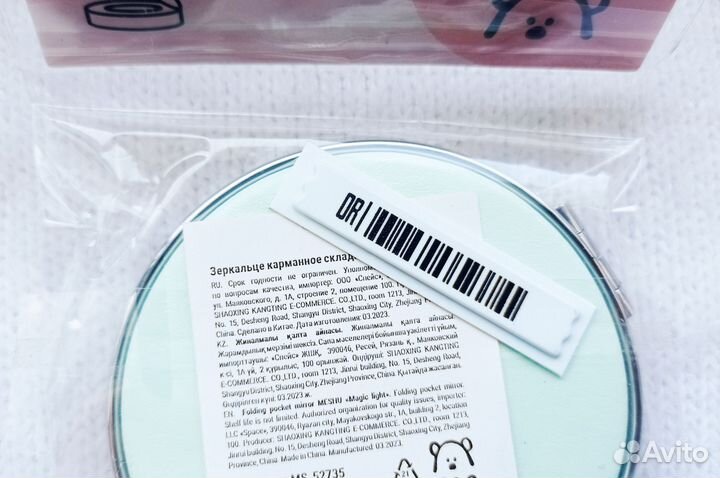 DR
Зеркальце карманное склад
RU. Срок годности не ограничен.
по вопросам качества, импортер: ООО «Спейс»,
ул. Маяковского, д. 1А, строение 2, помещение 100.
SHAOXING KANGTING E-COMMERCE. CO.,LTD., room 1213,
No. 15, Desheng Road, Shangyu District, Shaoxing City, Zhejiang
China. Сделано в Китае. Дата изготовления: 03.2023.
KZ. Жиналмалы қалта айнасы. Жиналмалы қалта айнасы.
Жарамдылық мерзімі шексіз. Сапа мәселелері бойынша уәкілетті ұйым,
импорттаушы: «Спейс» ЖШҚ, 390046, Ресей, Рязань қ., Маяковский
к-сі, 1А үй, 2 құрылыс, 100 орынжай. Өндіруші: SHAOXING KANGTING
E-COMMERCE. CO.,LTD., room 1213, Jinrui building, No. 15, Desheng Road,
Shangyu District, Shaoxing City, Zhejiang Province, China. Қытайда жасалған.
Өндірілген күні: 03.2023 ж.
EN. Folding pocket mirror MESHU «Magic light». Folding pocket mirror.
Shelf life is not limited. Authorized organization for quality issues, importer:
LLC «Space», 390046, Ryazan city, Mayakovskogo str., 1A, building 2, location
100. Producer: SHAOXING KANGTING E-COMMERCE. CO.,LTD., room 1213,
Jinrui building, No. 15, Desheng Road, Shangyu District, Shaoxing City, Zhejiang
Province, China. Made in China. Manufactured 03.2023.
MS_52735
21
Avito